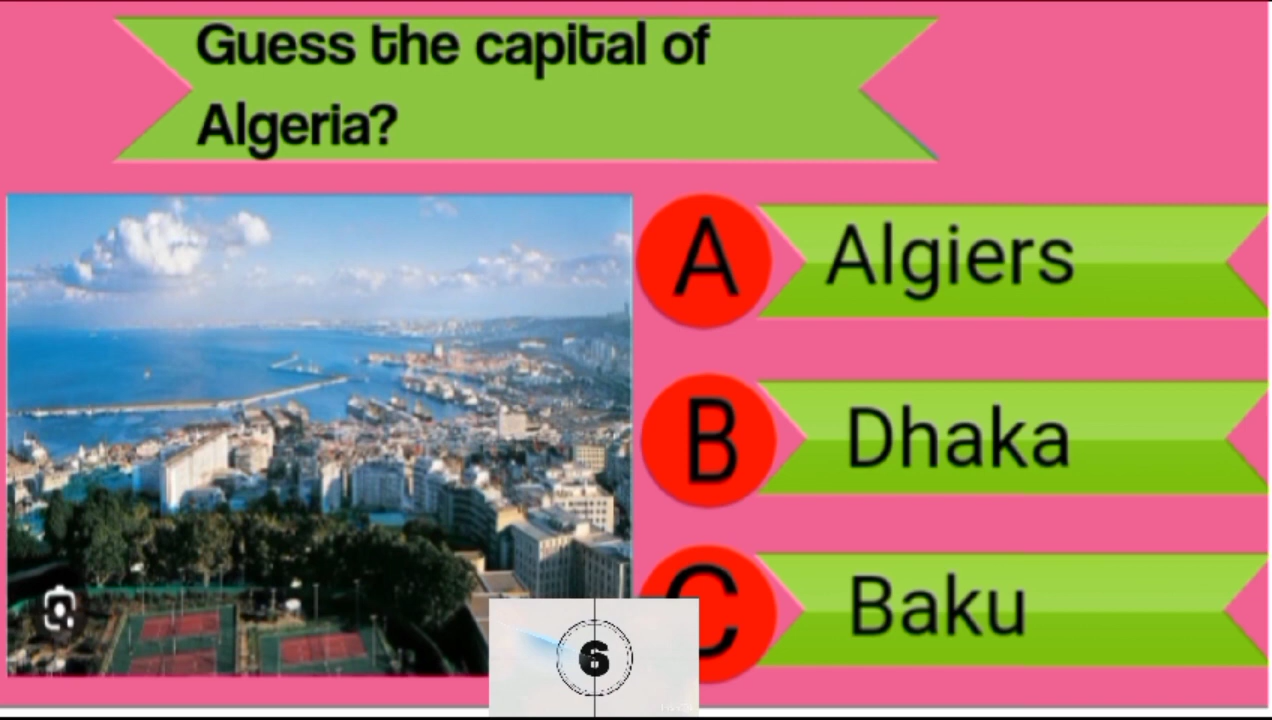 Guess the capital of
Algeria?
A Algiers
B Dhaka
C Baku
6